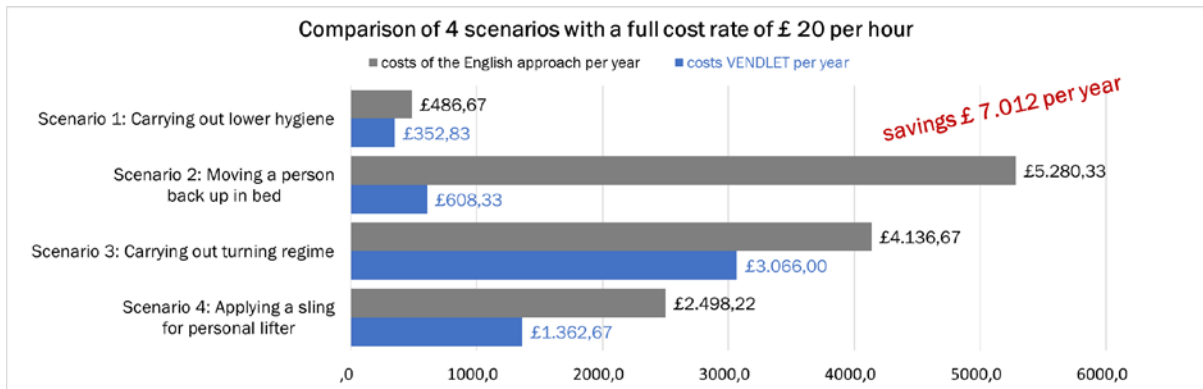 Comparison of 4 scenarios with a full cost rate of £ 20 per hour
costs of the English approach per year
costs VENDLET per year
savings £ 7.012 per year
Scenario 1: Carrying out lower hygiene
£486,67
£352,83
Scenario 2: Moving a person
back up in bed
£5.280,33
£608,33
Scenario 3: Carrying out turning regime
£4.136,67
£3.066,00
Scenario 4: Applying a sling
for personal lifter
£2.498,22
£1.362,67
,0
1000,0
2000,0
3000,0
4000,0
5000,0
6000,0